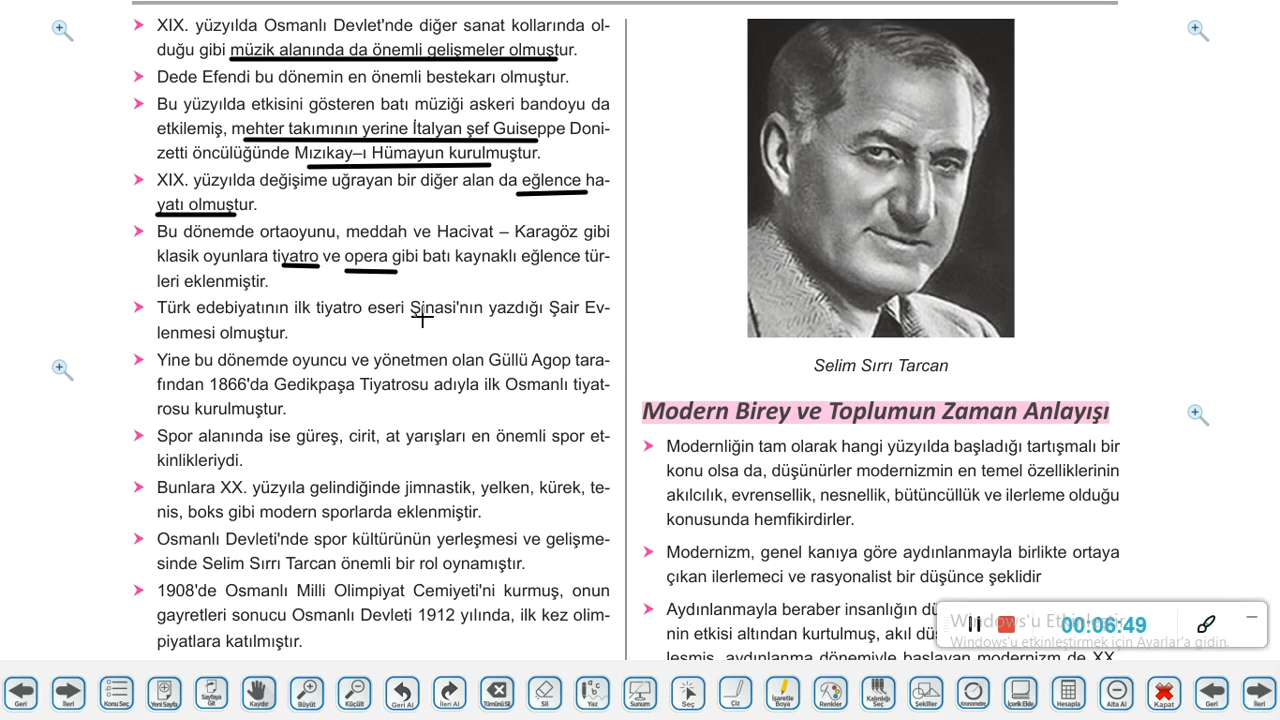 XIX. yüzyılda Osmanlı Devlet'nde diğer sanat kollarında ol-
duğu gibi müzik alanında da önemli gelişmeler olmuştur.
Dede Efendi bu dönemin en önemli bestekarı olmuştur.
Bu yüzyılda etkisini gösteren batı müziği askeri bandoyu da
etkilemiş, mehter takımının yerine İtalyan şef Guiseppe Doni-
zetti öncülüğünde Mızıkay–ı Hümayun kurulmuştur.
XIX. yüzyılda değişime uğrayan bir diğer alan da eğlence ha-
yatı olmuştur.
Bu dönemde ortaoyunu, meddah ve Hacivat – Karagöz gibi
klasik oyunlara tiyatro ve opera gibi batı kaynaklı eğlence tür-
leri eklenmiştir.
Türk edebiyatının ilk tiyatro eseri Şinasi'nın yazdığı Şair Ev-
lenmesi olmuştur.
Yine bu dönemde oyuncu ve yönetmen olan Güllü Agop tara-
fından 1866'da Gedikpaşa Tiyatrosu adıyla ilk Osmanlı tiyat-
rosu kurulmuştur.
Spor alanında ise güreş, cirit, at yarışları en önemli spor et-
kinlikleriydi.
Bunlara XX. yüzyıla gelindiğinde jimnastik, yelken, kürek, te-
nis, boks gibi modern sporlarda eklenmiştir.
Osmanlı Devleti'nde spor kültürünün yerleşmesi ve gelişme-
sinde Selim Sırrı Tarcan önemli bir rol oynamıştır.
1908'de Osmanlı Milli Olimpiyat Cemiyeti'ni kurmuş, onun
gayretleri sonucu Osmanlı Devleti 1912 yılında, ilk kez olim-
piyatlara katılmıştır.
Selim Sırrı Tarcan
Modern Birey ve Toplumun Zaman Anlayışı
Modernliğin tam olarak hangi yüzyılda başladığı tartışmalı bir
konu olsa da, düşünürler modernizmin en temel özelliklerinin
akılcılık, evrensellik, nesnellik, bütüncüllük ve ilerleme olduğu
konusunda hemfikirdirler.
Modernizm, genel kanıya göre aydınlanmayla birlikte ortaya
çıkan ilerlemeci ve rasyonalist bir düşünce şeklidir
Aydınlanmayla beraber insanlığın
nin etkisi altından kurtulmuş, akıl
leşmiş, aydınlanma dönemiyle başlayan modernizm de XX.
Windows'u Etkinleştir
00:06:49
Windows'u etkinleştirmek için Ayarlar'a gidin.
Geri İleri Konu Seç Yeni Sayfa Sayfaya Git Kaydır Büyüt Küçült Geri Al İleri Al Tümünü Sil Sil Yaz Sunum Seç Çiz İşaretle Boya Renkler Kalınlığı Seç Şekiller Kronometre İçerik Ekle Hesapla Alta Al Kapat Geri İleri